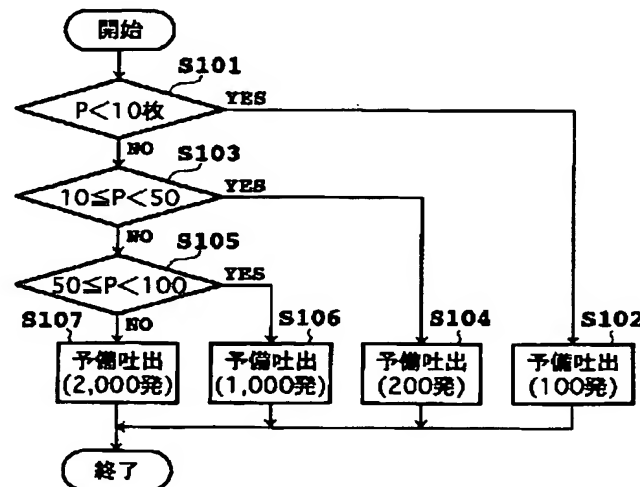 開始
S101
P<10枚
YES
NO
S103
10≦P<50
YES
NO
S105
50≦P<100
YES
NO
S107
S106
S104
S102
予備吐出
(2,000発)
予備吐出
(1,000発)
予備吐出
(200発)
予備吐出
(100発)
終了